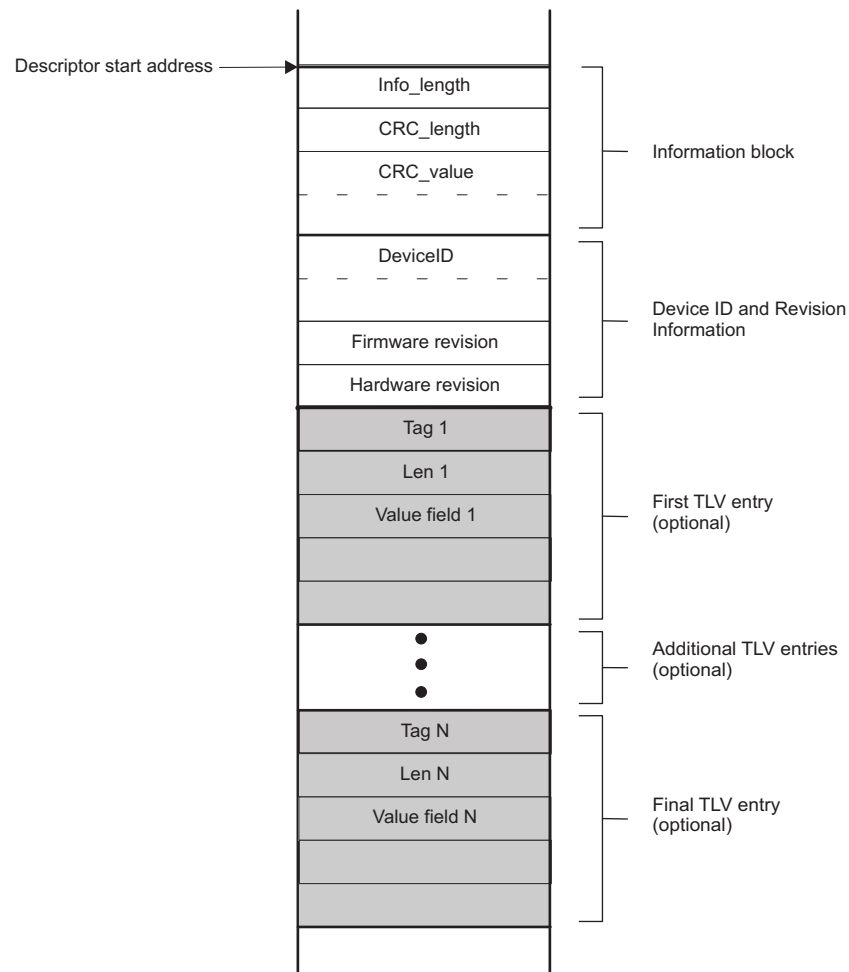 Descriptor start address
Info_length
CRC_length
CRC_value
Information block
DeviceID
Firmware revision
Hardware revision
Device ID and Revision
Information
Tag 1
Len 1
Value field 1
First TLV entry
(optional)
Additional TLV entries
(optional)
Tag N
Len N
Value field N
Final TLV entry
(optional)